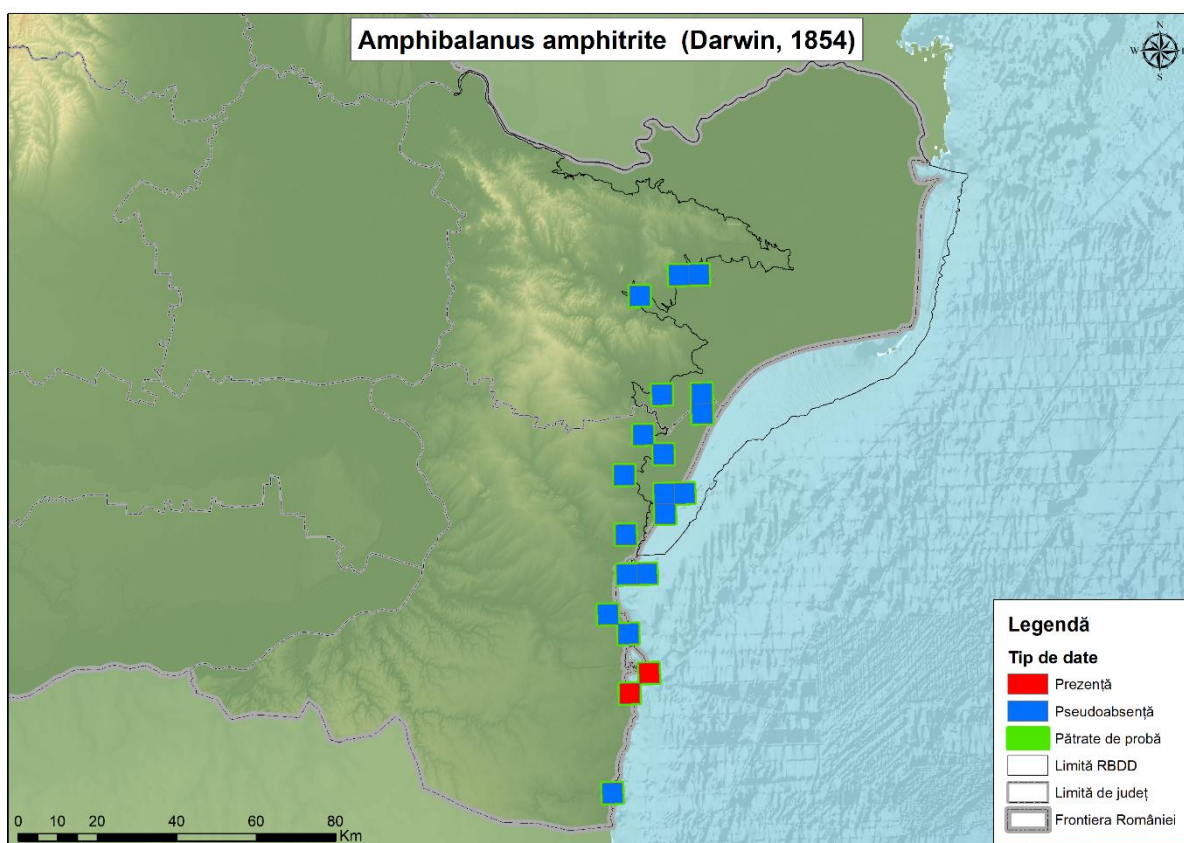 Amphibalanus amphitrite (Darwin, 1854)
N
W E
S
Legendă
Tip de date
Prezență
Pseudoabsență
Pătrate de probă
Limită RBDD
Limită de județ
Frontiera României
0 20 40 60 80
Km